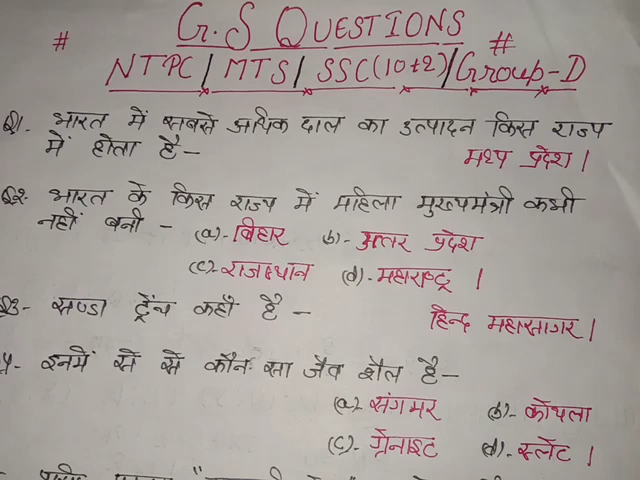 # G.S QUESTIONS #
NTPC/MTS/SSC(10+2)/Group-D
Q1. भारत में सबसे अधिक दाल का उत्पादन किस राज्य
में होता है- मध्य प्रदेश।
Q2- भारत के किस राज्य में महिला मुख्यमंत्री कभी
नहीं बनी - (a)-बिहार (b)- उत्तर प्रदेश
(c)-राजस्थान (d)-महाराष्ट्र।
Q3- सण्डा ट्रेंच कहाँ है - हिन्द महासागर।
4- इनमें से से कौन सा जैव शैल है-
(a)-संगमर (b)- कोयला
(c)- ग्रेनाइट (d)-स्लेट।